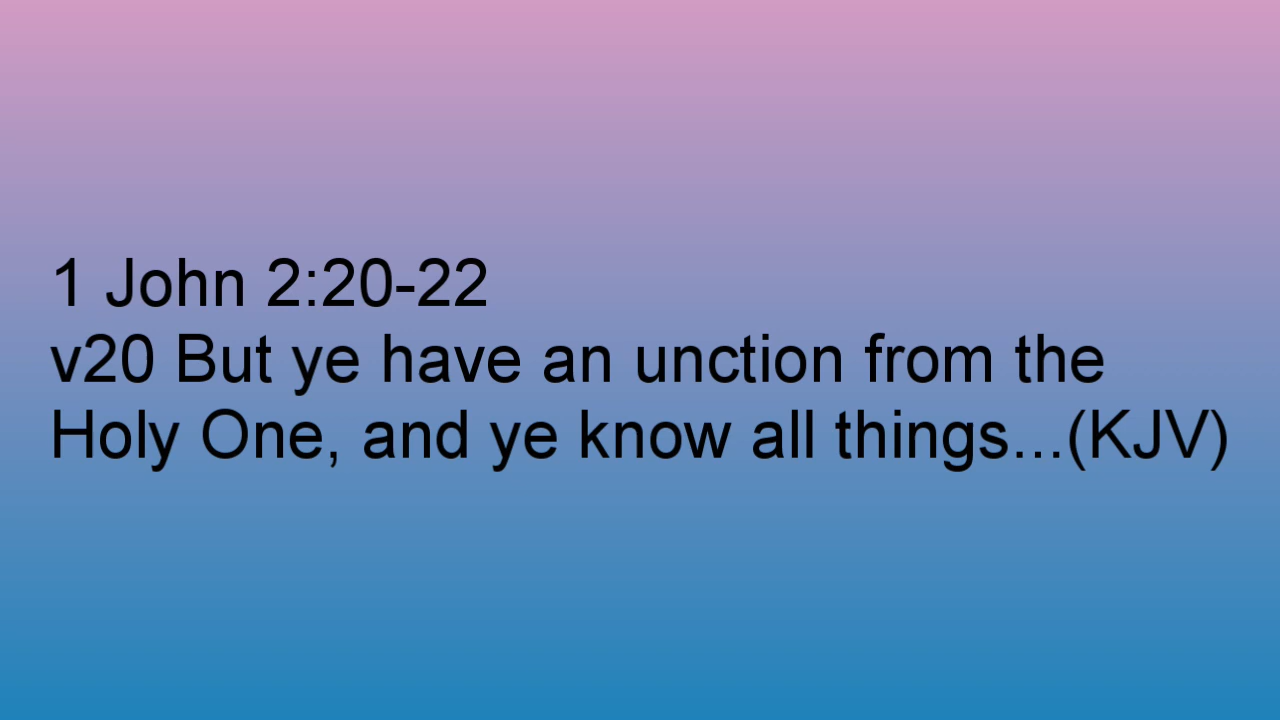 1 John 2:20-22
v20 But ye have an unction from the
Holy One, and ye know all things...(KJV)